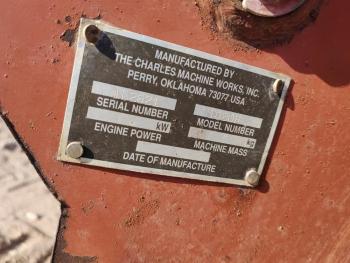 MANUFACTURED BY
THE CHARLES MACHINE WORKS, INC.
PERRY, OKLAHOMA 73077 USA
SERIAL NUMBER
MODEL NUMBER
kW
ENGINE POWER
kg
MACHINE MASS
DATE OF MANUFACTURE